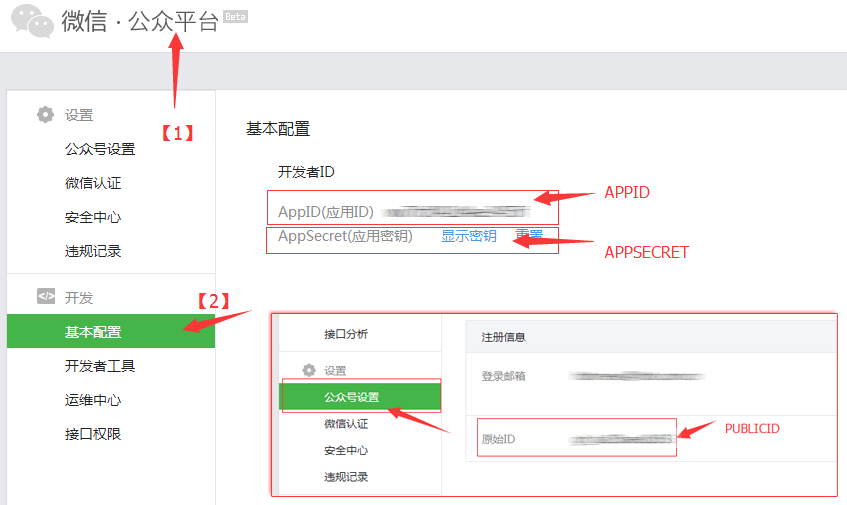 微信·公众平台 Beta
【1】
设置
公众号设置
微信认证
安全中心
违规记录
开发
【2】
基本配置
开发者工具
运维中心
接口权限
基本配置
开发者ID
AppID(应用ID)
APPID
AppSecret(应用密钥) 显示密钥 重置
APPSECRET
接口分析
设置
公众号设置
微信认证
安全中心
违规记录
注册信息
登录邮箱
原始ID
PUBLICID